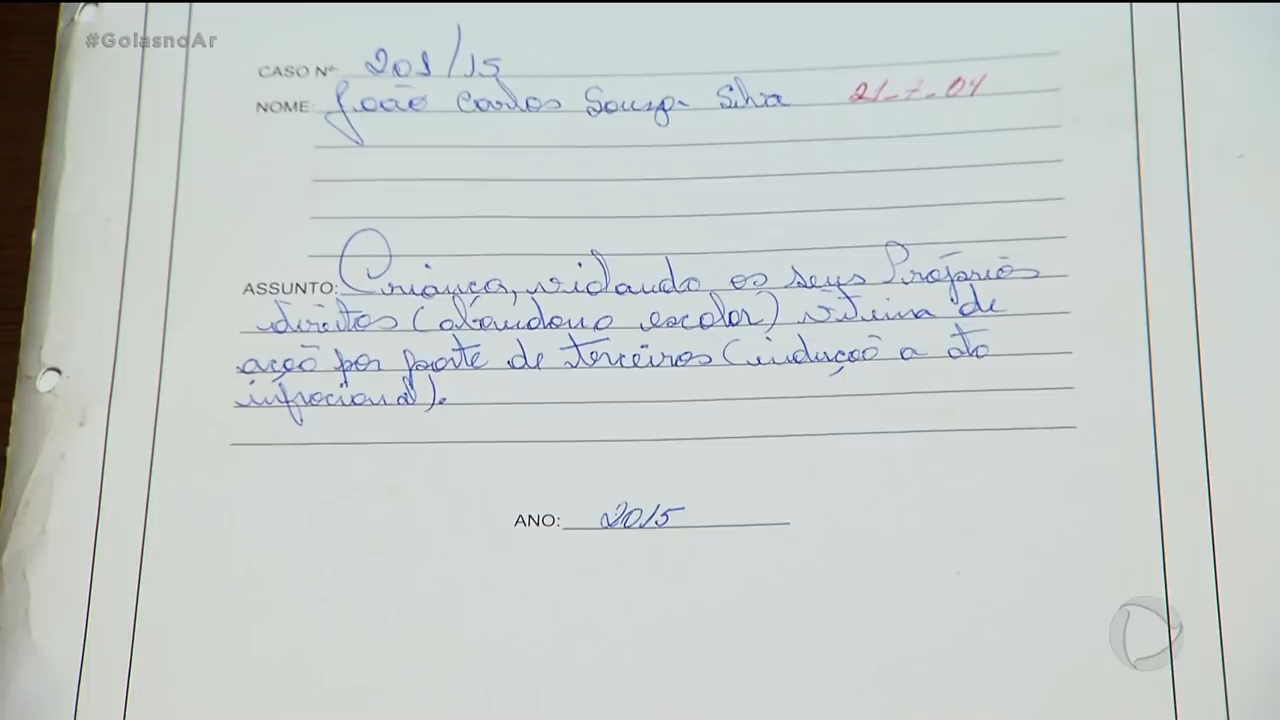 #GoiásnoAr
CASO Nº 201/15
NOME: João Carlos Souza Silva 21-7-04
ASSUNTO: Criança, violando os seus Próprios
direitos (abandono escolar) vítima de
ação por parte de terceiros (indução a ato
infracional).
ANO: 2015